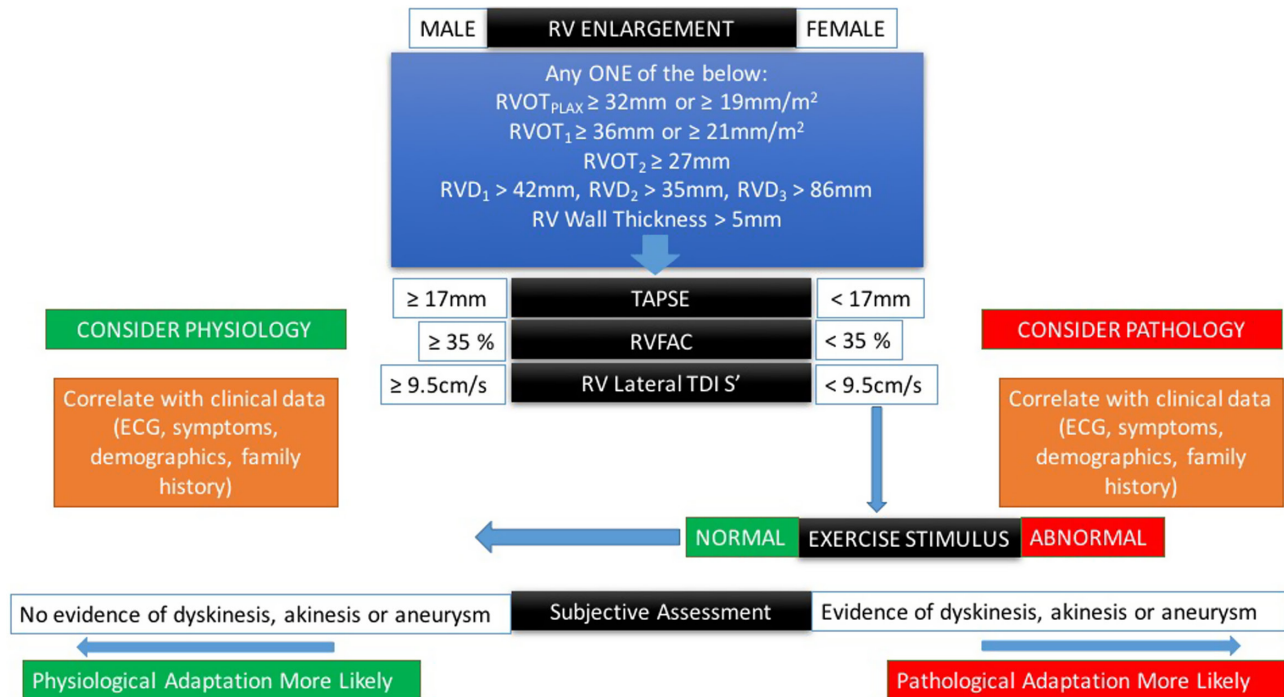 MALE RV ENLARGEMENT FEMALE
Any ONE of the below:
RVOT₍PLAX₎ ≥ 32mm or ≥ 19mm/m²
RVOT₁ ≥ 36mm or ≥ 21mm/m²
RVOT₂ ≥ 27mm
RVD₁ > 42mm, RVD₂ > 35mm, RVD₃ > 86mm
RV Wall Thickness > 5mm
≥ 17mm TAPSE < 17mm
CONSIDER PHYSIOLOGY
≥ 35 % RVFAC < 35 %
CONSIDER PATHOLOGY
≥ 9.5cm/s RV Lateral TDI S’ < 9.5cm/s
Correlate with clinical data
(ECG, symptoms,
demographics, family
history)
Correlate with clinical data
(ECG, symptoms,
demographics, family
history)
NORMAL EXERCISE STIMULUS ABNORMAL
No evidence of dyskinesis, akinesis or aneurysm Subjective Assessment Evidence of dyskinesis, akinesis or aneurysm
Physiological Adaptation More Likely
Pathological Adaptation More Likely